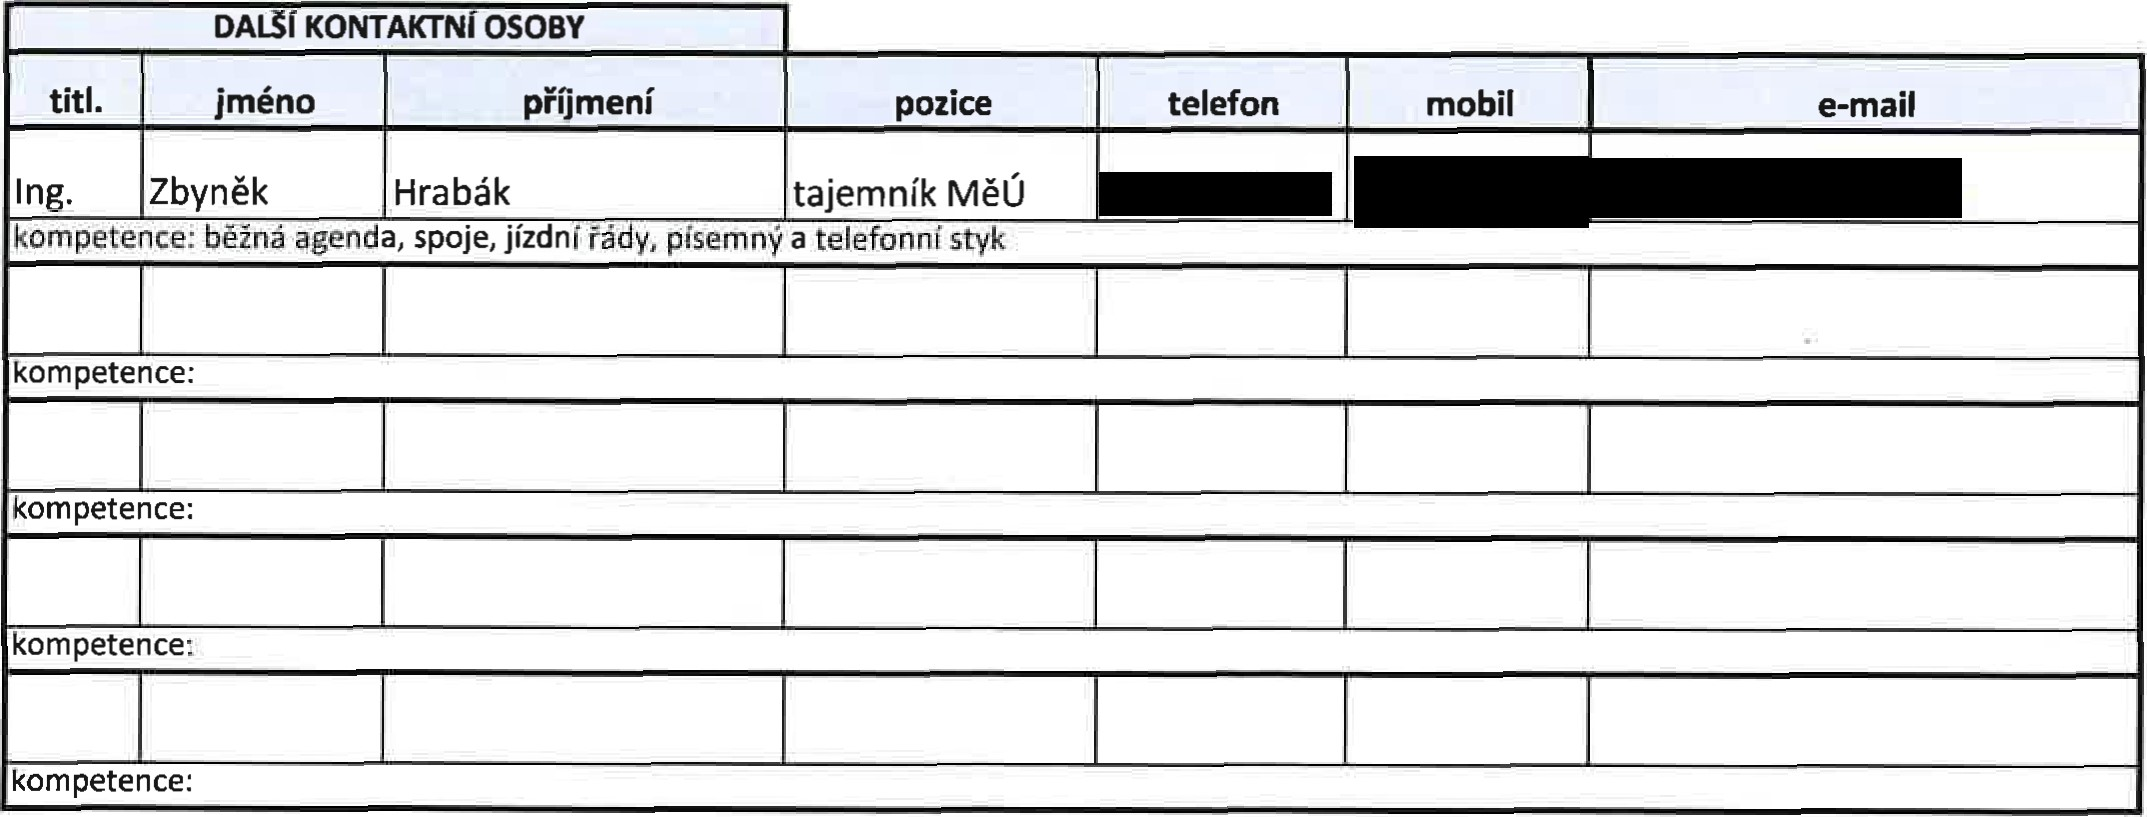 DALŠÍ KONTAKTNÍ OSOBY
titl. jméno příjmení pozice telefon mobil e-mail
Ing. Zbyněk Hrabák tajemník MěÚ
kompetence: běžná agenda, spoje, jízdní řády, písemný a telefonní styk
kompetence:
kompetence:
kompetence:
kompetence: